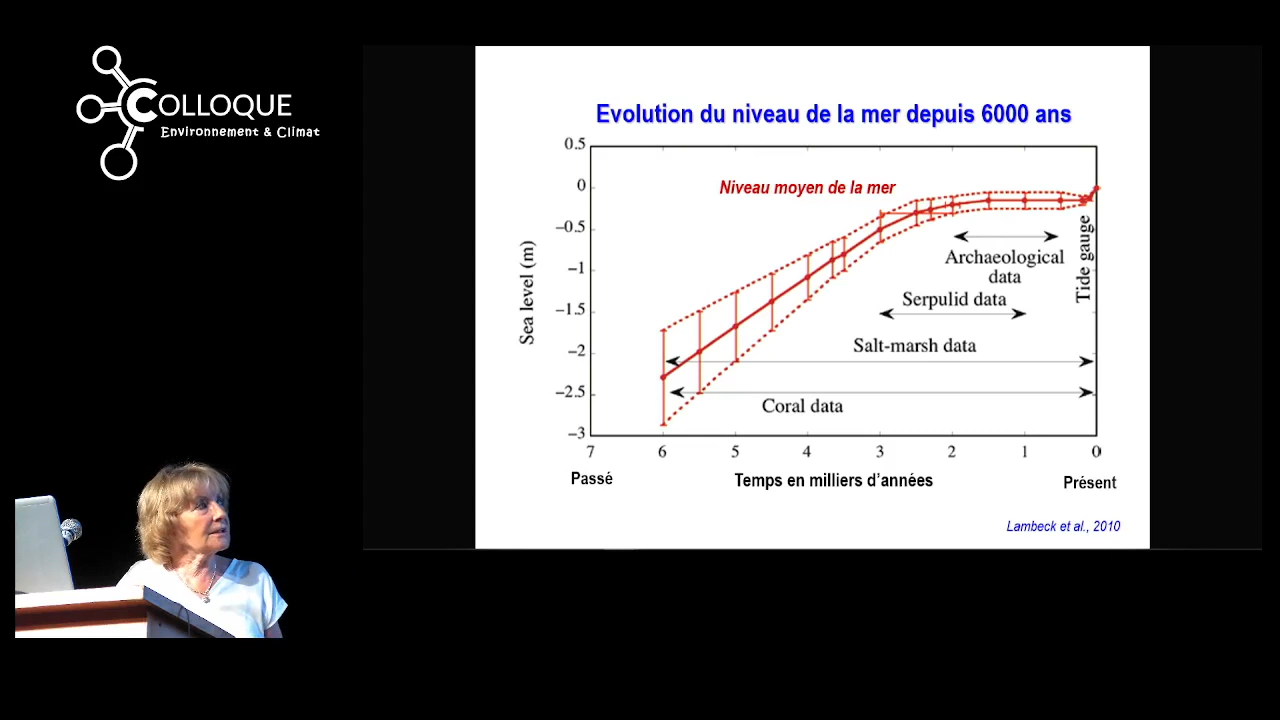 COLLOQUE
Environnement & Climat
Evolution du niveau de la mer depuis 6000 ans
0.5
0
−0.5
−1
−1.5
−2
−2.5
−3
Sea level (m)
Niveau moyen de la mer
Archaeological
data
Tide gauge
Serpulid data
Salt-marsh data
Coral data
7 6 5 4 3 2 1 0
Passé
Temps en milliers d'années
Présent
Lambeck et al., 2010